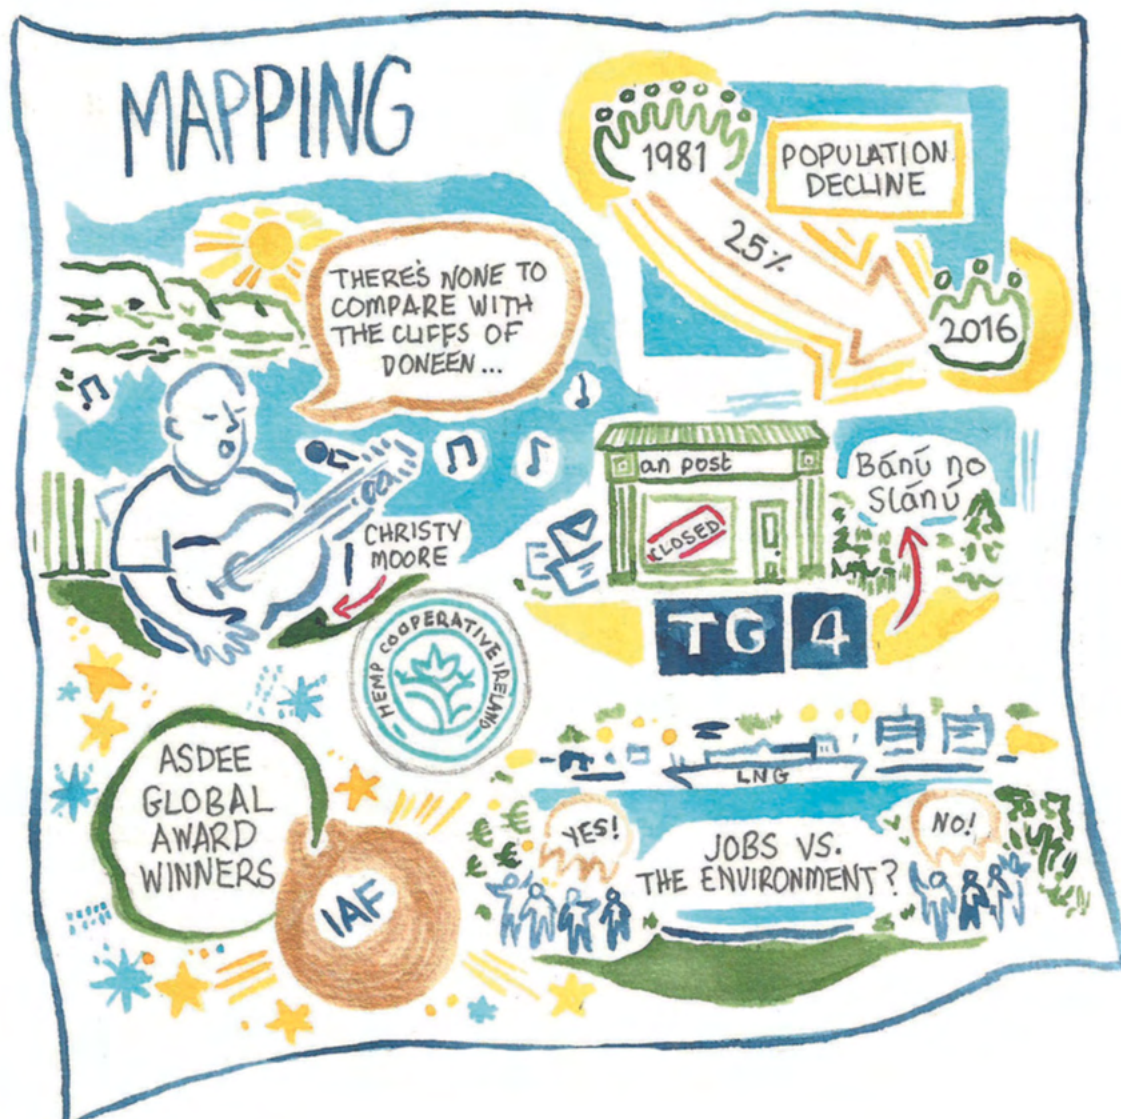 MAPPING
1981
POPULATION
DECLINE
25%
2016
THERE'S NONE TO
COMPARE WITH
THE CLIFFS OF
DONEEN...
CHRISTY
MOORE
an post
CLOSED
Bánú no
Slánú
TG4
HEMP COOPERATIVE IRELAND
ASDEE
GLOBAL
AWARD
WINNERS
IAF
LNG
YES!
JOBS VS.
THE ENVIRONMENT?
NO!